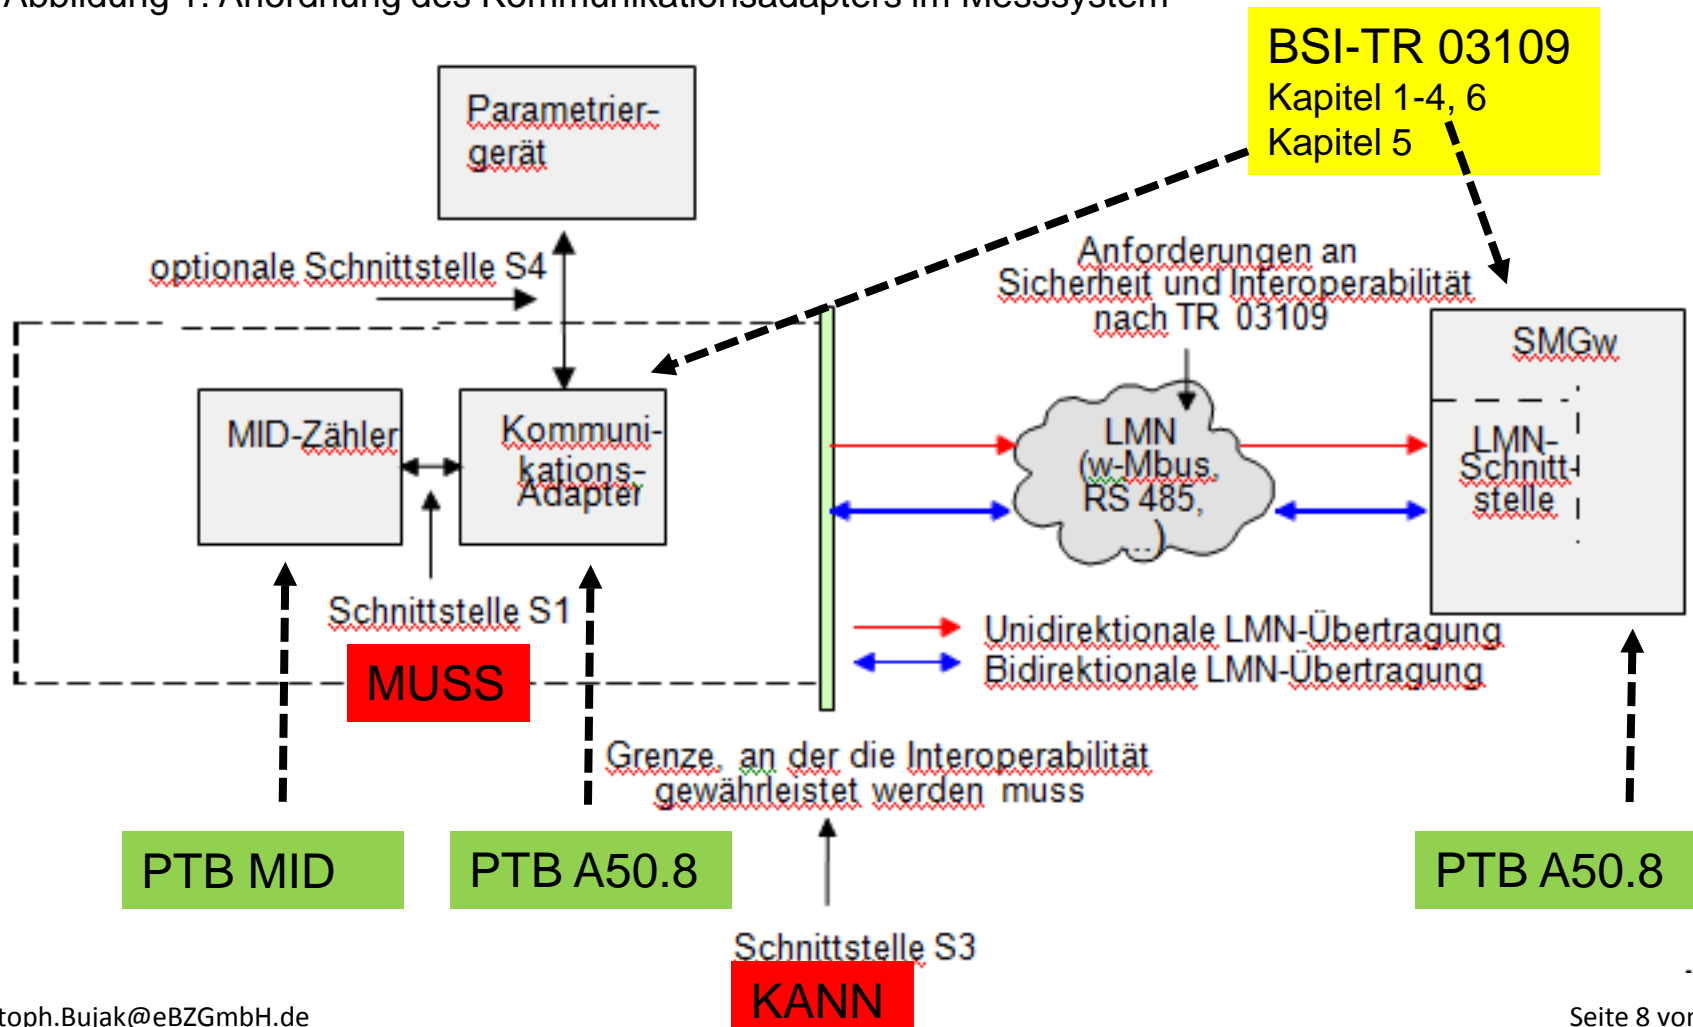 Abbildung 1: Anordnung des Kommunikationsadapters im Messsystem
BSI-TR 03109
Kapitel 1-4, 6
Kapitel 5
Parametrier-
gerät
optionale Schnittstelle S4
Anforderungen an
Sicherheit und Interoperabilität
nach TR 03109
SMGw
MID-Zähler
Kommuni-
kations-
Adapter
LMN
(w-Mbus,
RS 485,
...)
LMN-
Schnitt-
stelle
Schnittstelle S1
MUSS
Unidirektionale LMN-Übertragung
Bidirektionale LMN-Übertragung
Grenze, an der die Interoperabilität
gewährleistet werden muss
PTB MID
PTB A50.8
PTB A50.8
Schnittstelle S3
KANN
toph.Bujak@eBZGmbH.de
Seite 8 von